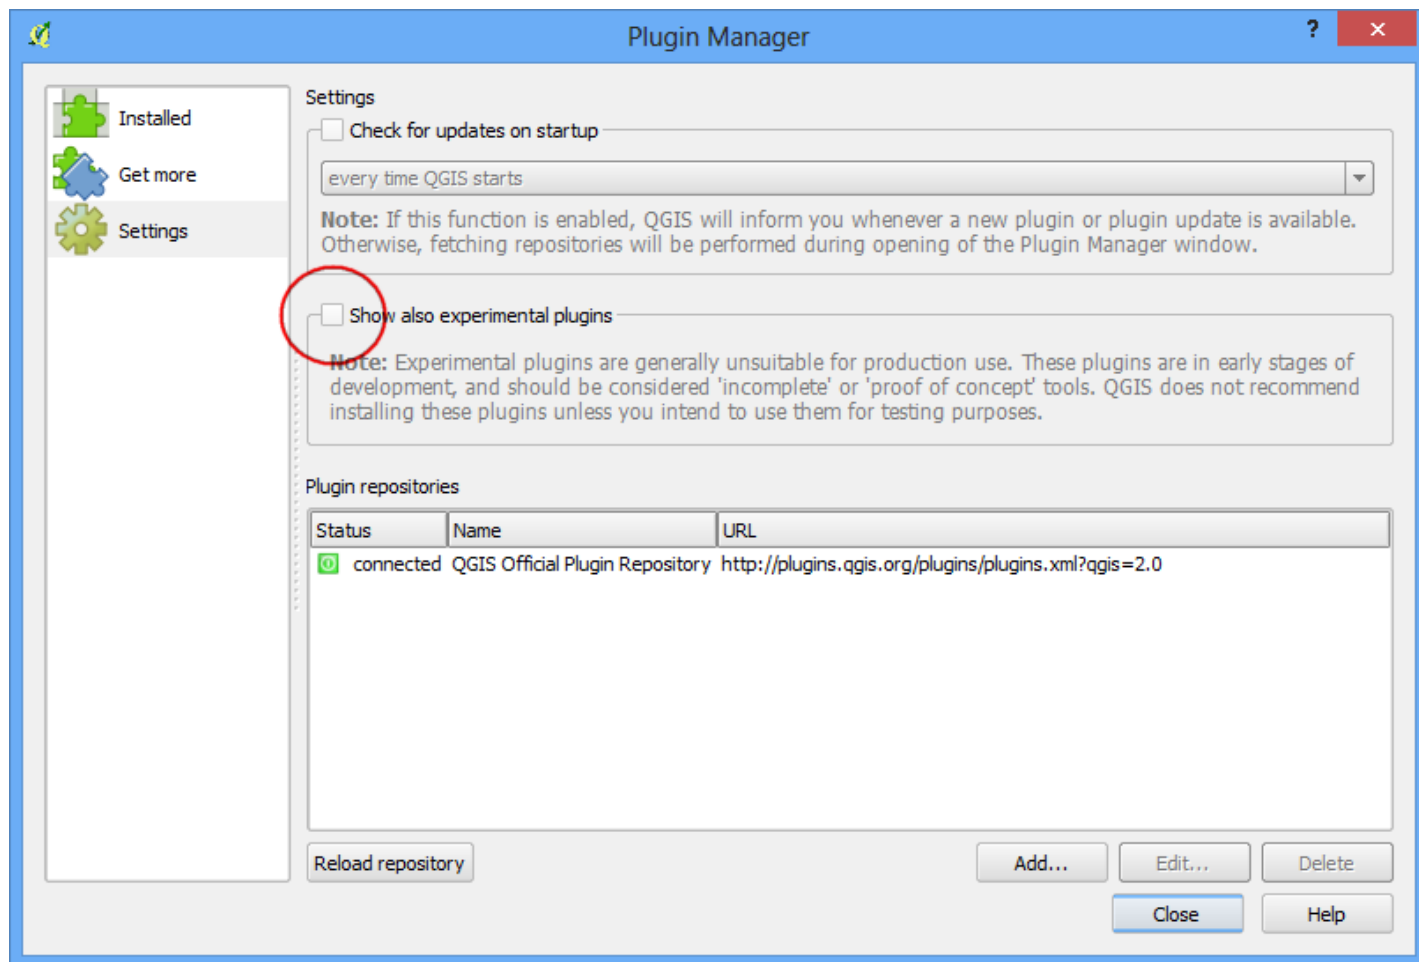 Plugin Manager
?
Installed
Get more
Settings
Settings
Check for updates on startup
every time QGIS starts
Note: If this function is enabled, QGIS will inform you whenever a new plugin or plugin update is available.
Otherwise, fetching repositories will be performed during opening of the Plugin Manager window.
Show also experimental plugins
Note: Experimental plugins are generally unsuitable for production use. These plugins are in early stages of
development, and should be considered 'incomplete' or 'proof of concept' tools. QGIS does not recommend
installing these plugins unless you intend to use them for testing purposes.
Plugin repositories
Status Name URL
connected QGIS Official Plugin Repository http://plugins.qgis.org/plugins/plugins.xml?qgis=2.0
Reload repository Add... Edit... Delete
Close Help